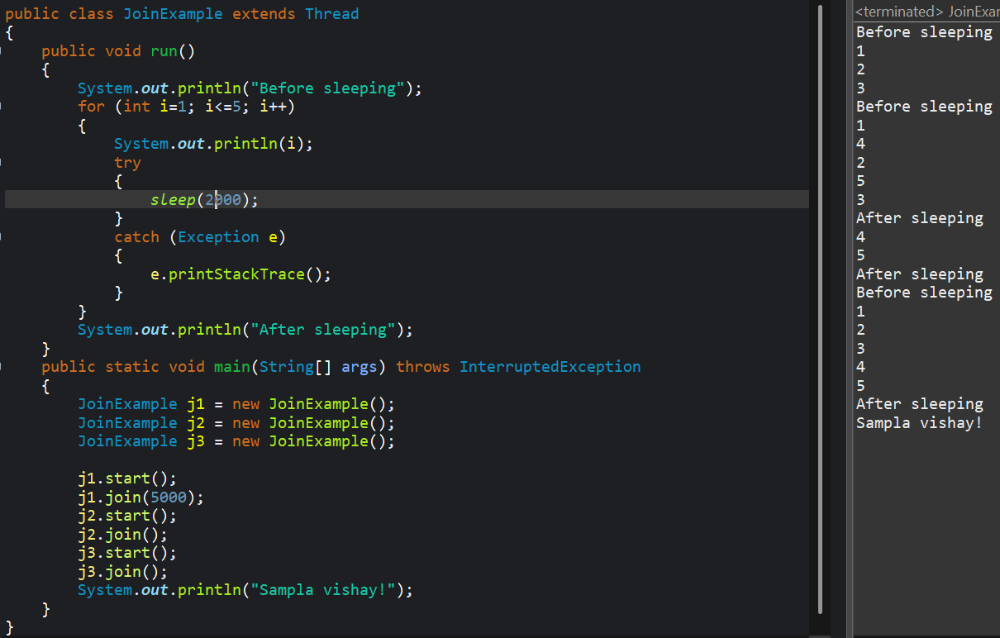 public class JoinExample extends Thread
{
    public void run()
    {
        System.out.println("Before sleeping");
        for (int i=1; i<=5; i++)
        {
            System.out.println(i);
            try
            {
                sleep(2000);
            }
            catch (Exception e)
            {
                e.printStackTrace();
            }
        }
        System.out.println("After sleeping");
    }
    public static void main(String[] args) throws InterruptedException
    {
        JoinExample j1 = new JoinExample();
        JoinExample j2 = new JoinExample();
        JoinExample j3 = new JoinExample();

        j1.start();
        j1.join(5000);
        j2.start();
        j2.join();
        j3.start();
        j3.join();
        System.out.println("Sampla vishay!");
    }
}
<terminated>
Before sleeping
1
2
3
Before sleeping
1
4
2
5
3
After sleeping
4
5
After sleeping
Before sleeping
1
2
3
4
5
After sleeping
Sampla vishay!